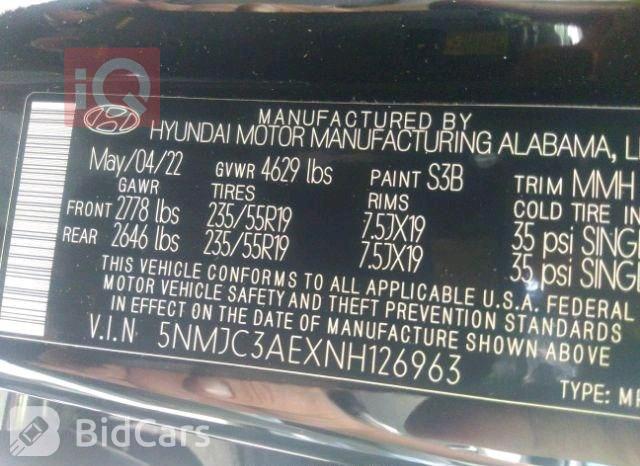 iQ
MANUFACTURED BY
HYUNDAI MOTOR MANUFACTURING ALABAMA,
May/04/22 GVWR 4629 lbs PAINT S3B TRIM MMH
GAWR TIRES RIMS COLD TIRE
FRONT 2778 lbs 235/55R19 7.5JX19 35 psi
REAR 2646 lbs 235/55R19 7.5JX19 35 psi
THIS VEHICLE CONFORMS TO ALL APPLICABLE U.S.A. FEDERAL
MOTOR VEHICLE SAFETY AND THEFT PREVENTION STANDARDS
IN EFFECT ON THE DATE OF MANUFACTURE SHOWN ABOVE
V.I.N 5NMJC3AEXNH126963
TYPE:
BidCars